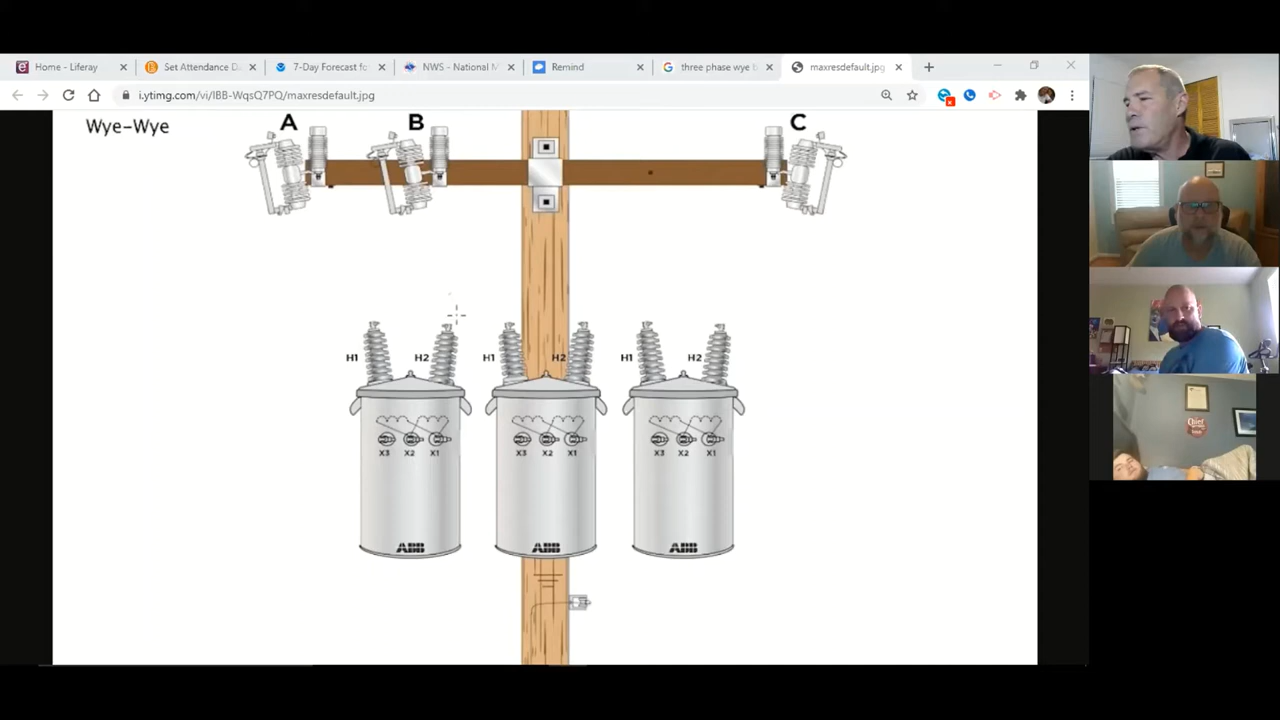 Home - Liferay
Set Attendance Da
7-Day Forecast for
NWS - National M
Remind
three phase wye b
maxresdefault.jpg
i.ytimg.com/vi/IBB-WqsQ7PQ/maxresdefault.jpg
Wye-Wye
A B C
H1 H2 H1 H2 H1 H2
X3 X2 X1 X3 X2 X1 X3 X2 X1
ABB ABB ABB